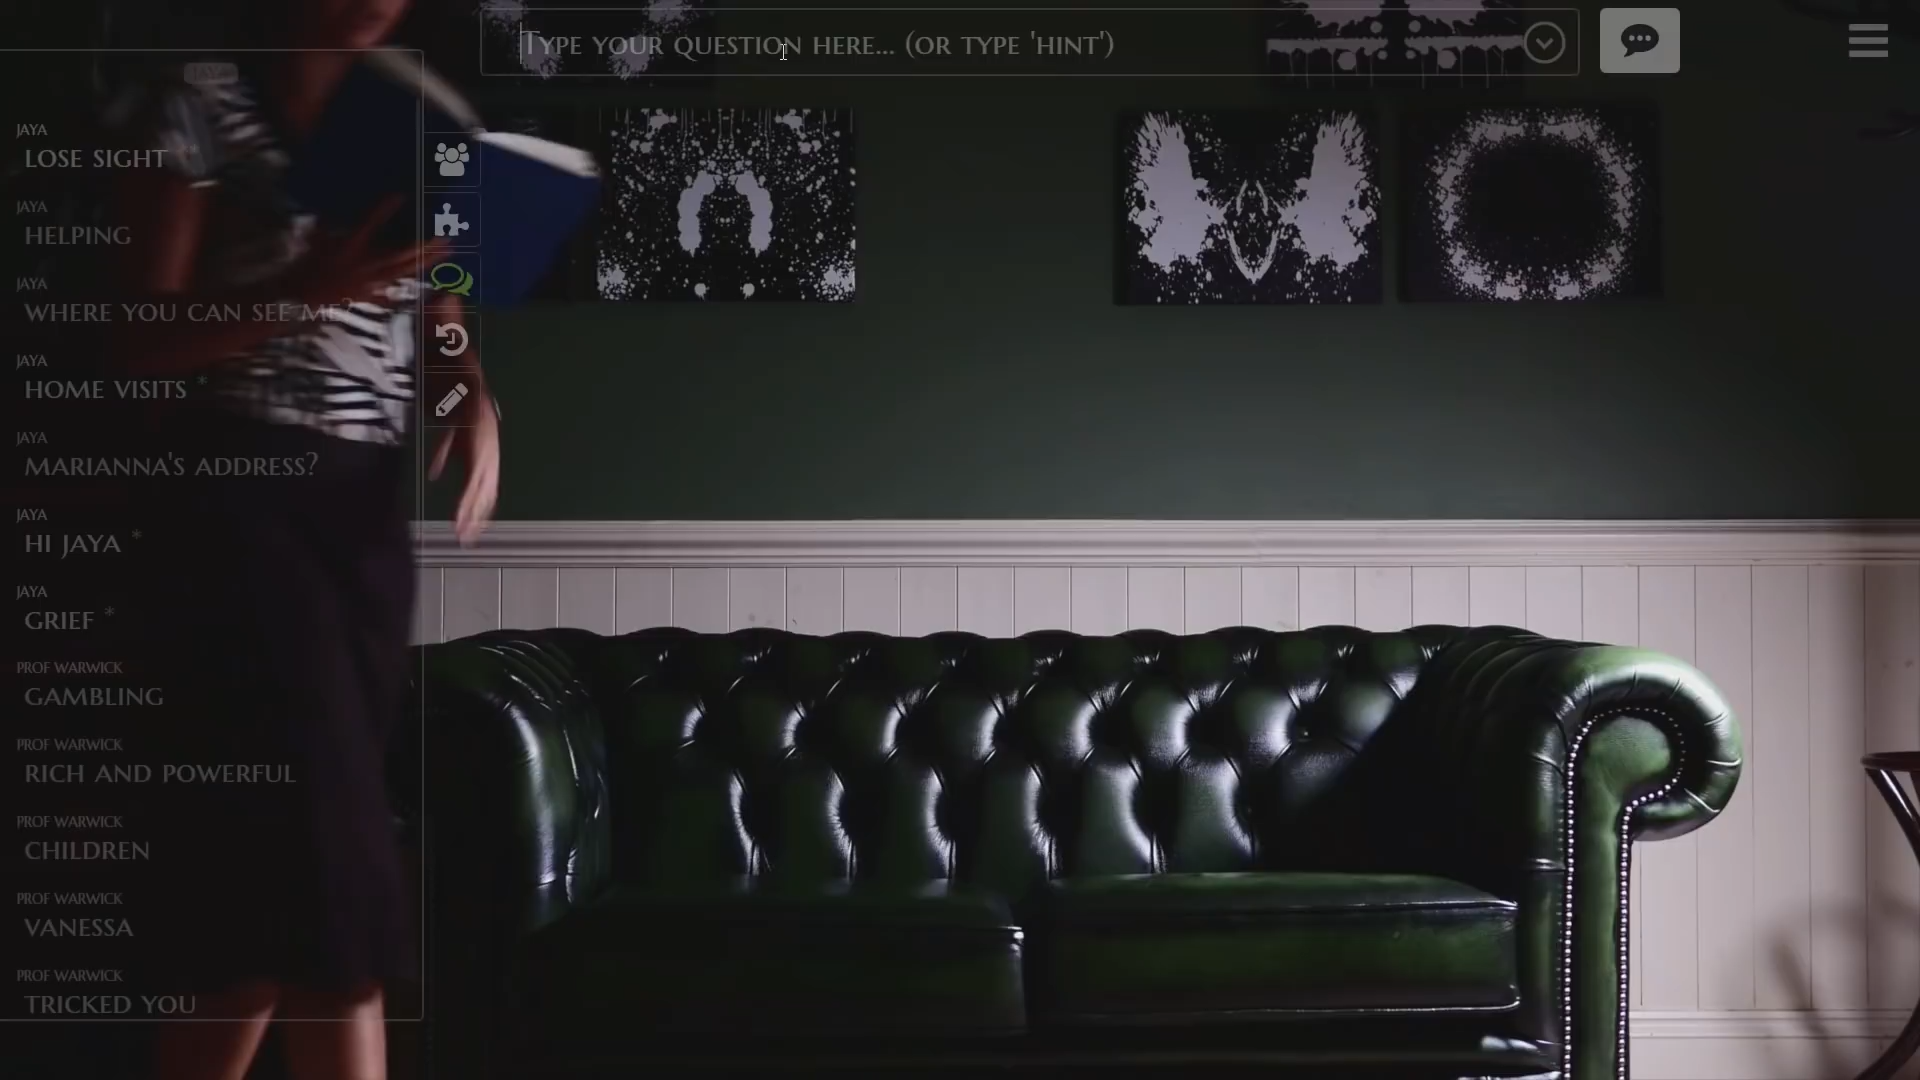 Type your question here... (or type 'hint')
JAYA
JAYA
LOSE SIGHT *
JAYA
HELPING
JAYA
WHERE YOU CAN SEE ME?
JAYA
HOME VISITS *
JAYA
MARIANNA'S ADDRESS?
JAYA
HI JAYA *
JAYA
GRIEF *
PROF WARWICK
GAMBLING
PROF WARWICK
RICH AND POWERFUL
PROF WARWICK
CHILDREN
PROF WARWICK
VANESSA
PROF WARWICK
TRICKED YOU